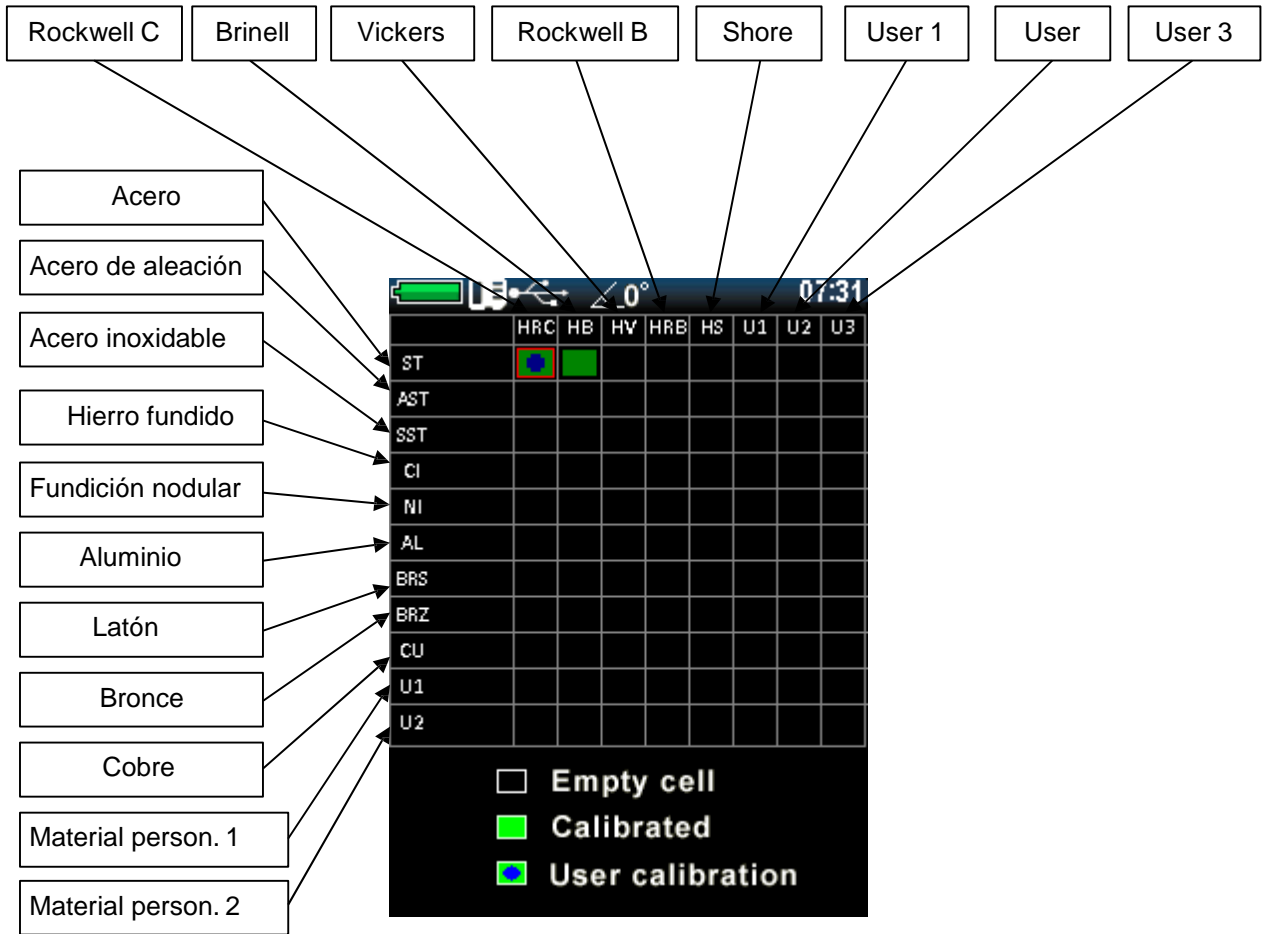 Rockwell C Brinell Vickers Rockwell B Shore User 1 User User 3
Acero
Acero de aleación
Acero inoxidable
Hierro fundido
Fundición nodular
Aluminio
Latón
Bronce
Cobre
Material person. 1
Material person. 2
0° 07:31
HRC HB HV HRB HS U1 U2 U3
ST
AST
SST
CI
NI
AL
BRS
BRZ
CU
U1
U2
Empty cell
Calibrated
User calibration